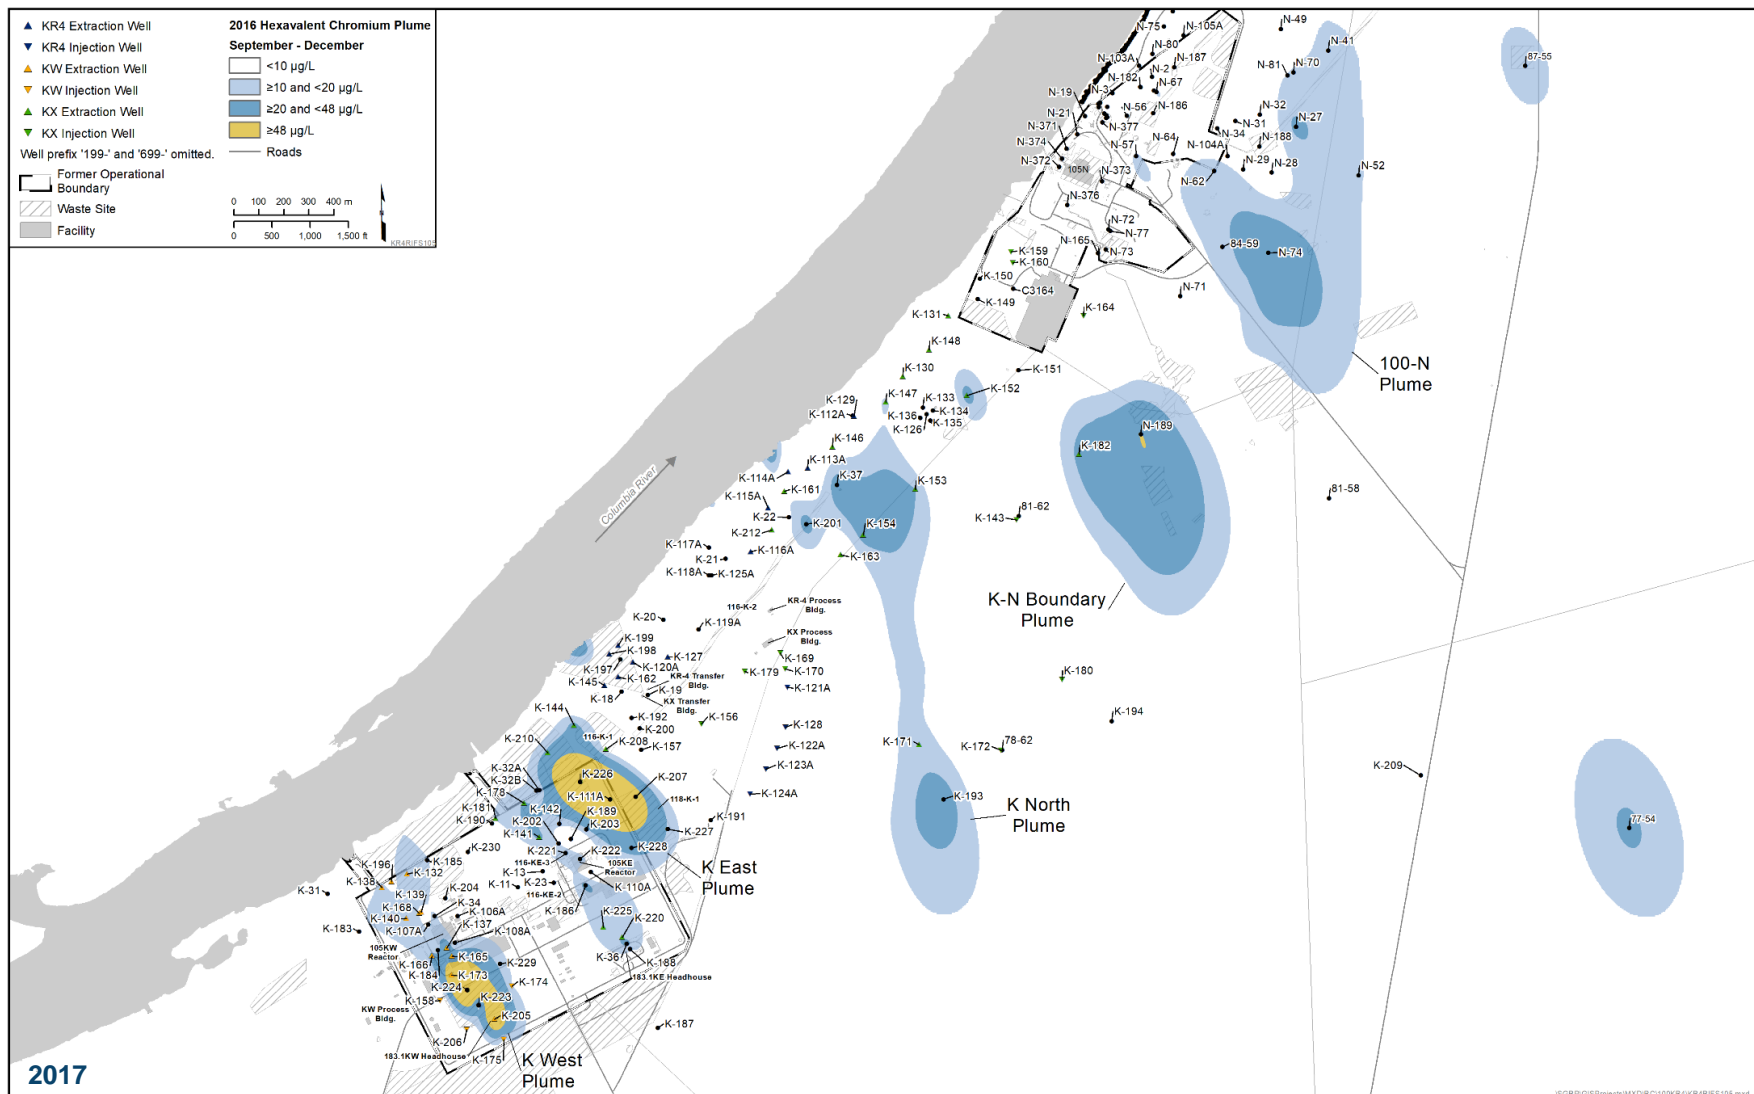 KR4 Extraction Well
KR4 Injection Well
KW Extraction Well
KW Injection Well
KX Extraction Well
KX Injection Well
Well prefix '199-' and '699-' omitted.
Former Operational
Boundary
Waste Site
Facility
2016 Hexavalent Chromium Plume
September - December
<10 µg/L
≥10 and <20 µg/L
≥20 and <48 µg/L
≥48 µg/L
Roads
0 100 200 300 400 m
0 500 1,000 1,500 ft
N
KR4RIFS105
N-75
N-105A
N-49
N-41
87-55
N-80
N-103A
N-187
N-2
N-81
N-70
N-182
N-67
N-19
N-3
N-21
N-56
N-186
N-32
N-27
N-371
N-377
N-31
N-34
N-188
N-374
N-57
N-64
N-104A
N-372
105N
N-373
N-29
N-28
N-52
N-62
N-376
N-72
N-77
N-165
N-73
84-59
N-74
K-159
K-160
K-150
C3164
K-149
N-71
K-131
K-164
K-148
100-N
Plume
K-130
K-151
K-152
K-147
K-133
K-129
K-112A
K-134
K-136
K-135
K-126
N-189
K-146
K-182
K-113A
K-37
K-114A
K-153
K-161
81-58
K-115A
81-62
K-22
K-143
K-201
K-154
K-212
Columbia River
K-117A
K-116A
K-21
K-163
K-118A
K-125A
K-N Boundary
Plume
116-K-2
KR-4 Process
Bldg.
K-20
K-119A
KX Process
Bldg.
K-199
K-198
K-127
K-169
K-197
K-120A
K-170
K-179
K-180
KR-4 Transfer
Bldg.
K-162
K-145
K-121A
K-19
K-18
KX Transfer
Bldg.
K-144
K-192
K-156
K-194
K-200
K-128
K-210
116-K-1
K-208
K-157
K-122A
K-171
K-172
78-62
K-32A
K-123A
K-209
K-226
K-207
K-32B
K-178
K-111A
118-K-1
K-124A
K-193
K North
Plume
K-181
K-142
K-189
K-190
K-202
K-203
K-191
77-54
K-141
K-227
K-230
K-221
K-222
K-228
K-185
K-196
116-KE-3
105KE
Reactor
K East
Plume
K-132
K-13
K-138
K-11
K-23
K-110A
K-31
K-139
K-204
116-KE-2
K-168
K-34
K-140
K-106A
K-186
K-225
K-220
K-107A
K-137
K-183
K-108A
105KW
Reactor
K-165
K-36
K-188
K-166
K-229
K-184
K-173
183.1KE Headhouse
K-224
K-174
K-158
K-223
KW Process
Bldg.
K-205
K-187
K-206
183.1KW Headhouse
K-175
K West
Plume
2017